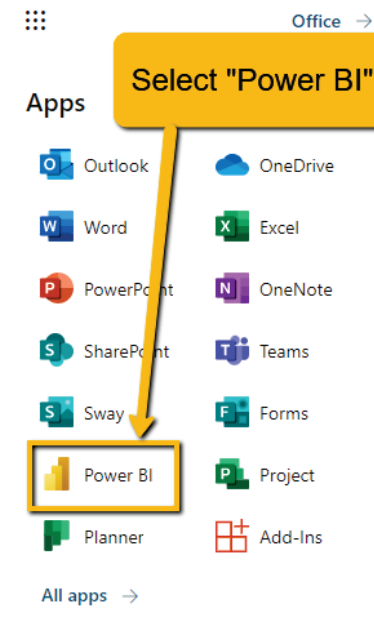 Office →
Select "Power BI"
Apps
Outlook OneDrive
Word Excel
PowerPoint OneNote
SharePoint Teams
Sway Forms
Power BI Project
Planner Add-Ins
All apps →